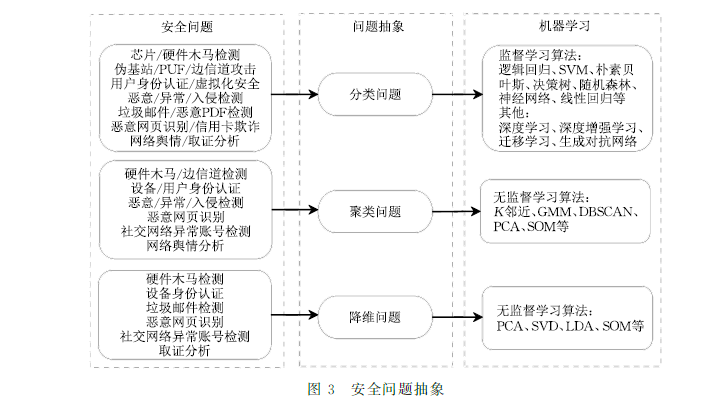 安全问题
问题抽象
机器学习
芯片/硬件木马检测
伪基站/PUF/边信道攻击
用户身份认证/虚拟化安全
恶意/异常/入侵检测
垃圾邮件/恶意PDF检测
恶意网页识别/信用卡欺诈
网络舆情/取证分析
分类问题
监督学习算法:
逻辑回归、SVM、朴素贝
叶斯、决策树、随机森林、
神经网络、线性回归等
其他:
深度学习、深度增强学习、
迁移学习、生成对抗网络
硬件木马/边信道检测
设备/用户身份认证
恶意/异常/入侵检测
恶意网页识别
社交网络异常账号检测
网络舆情分析
聚类问题
无监督学习算法:
K邻近、GMM、DBSCAN、
PCA、SOM等
硬件木马检测
设备身份认证
垃圾邮件检测
恶意网页识别
社交网络异常账号检测
取证分析
降维问题
无监督学习算法:
PCA、SVD、LDA、SOM等
图 3 安全问题抽象